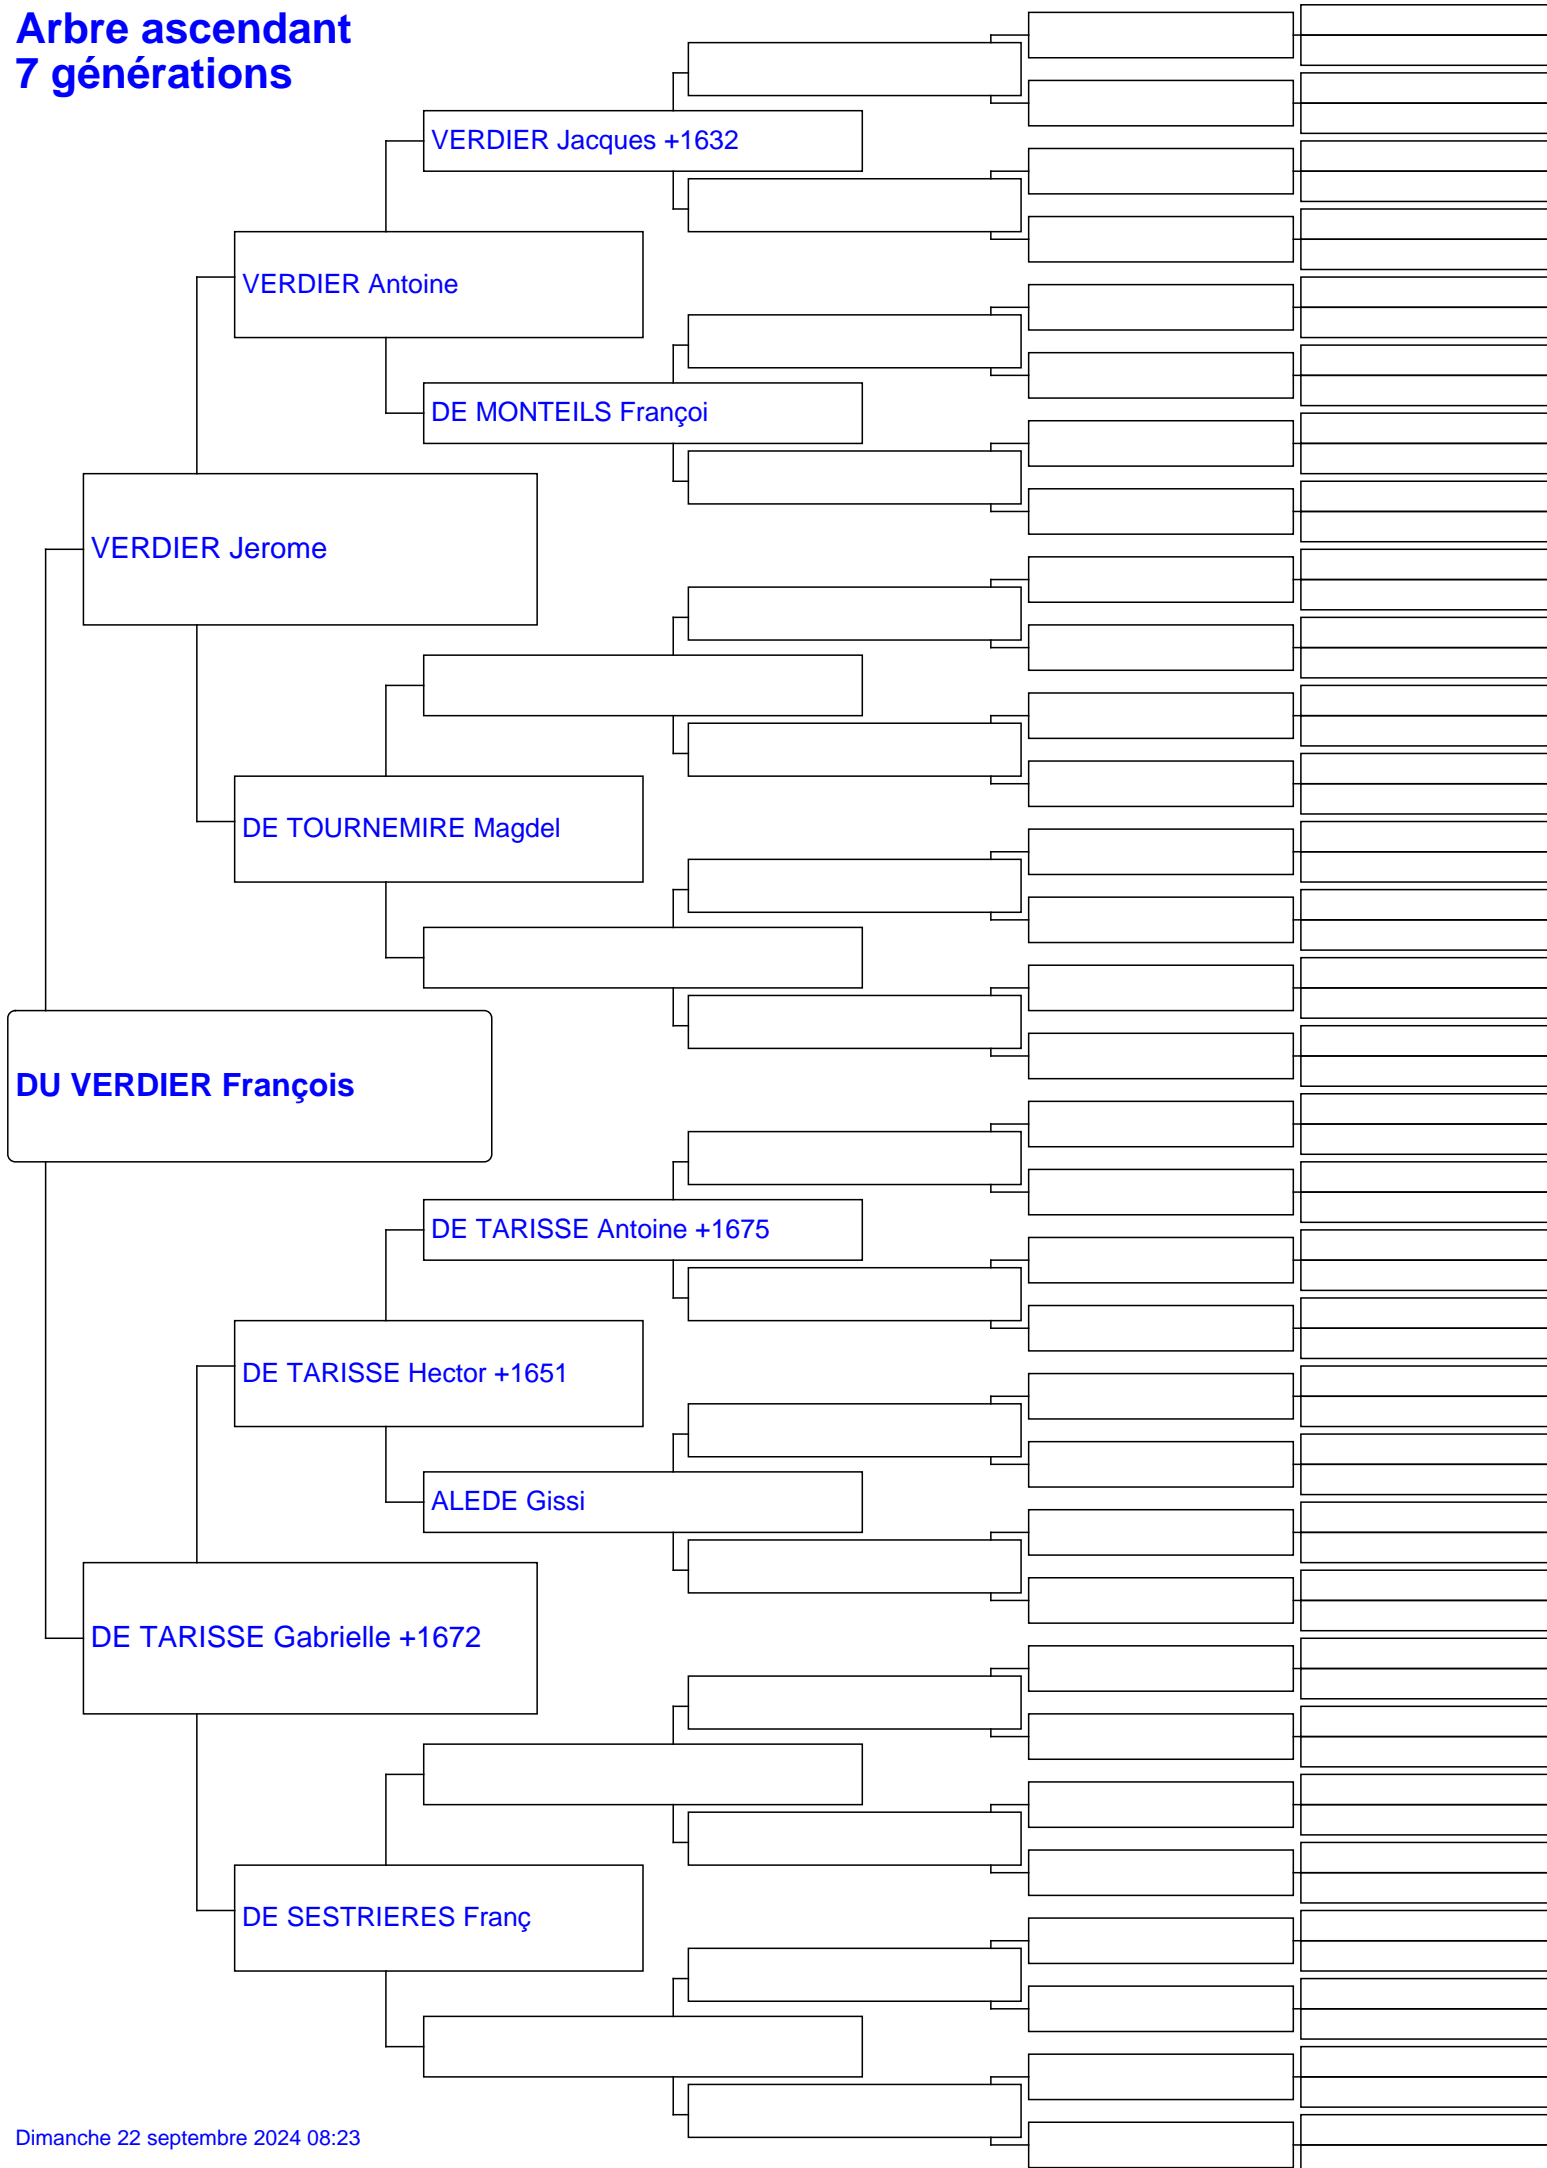 Arbre ascendant
7 générations
VERDIER Jacques +1632
VERDIER Antoine
DE MONTEILS Françoi
VERDIER Jerome
DE TOURNEMIRE Magdel
DU VERDIER François
DE TARISSE Antoine +1675
DE TARISSE Hector +1651
ALEDE Gissi
DE TARISSE Gabrielle +1672
DE SESTRIERES Franç
Dimanche 22 septembre 2024 08:23